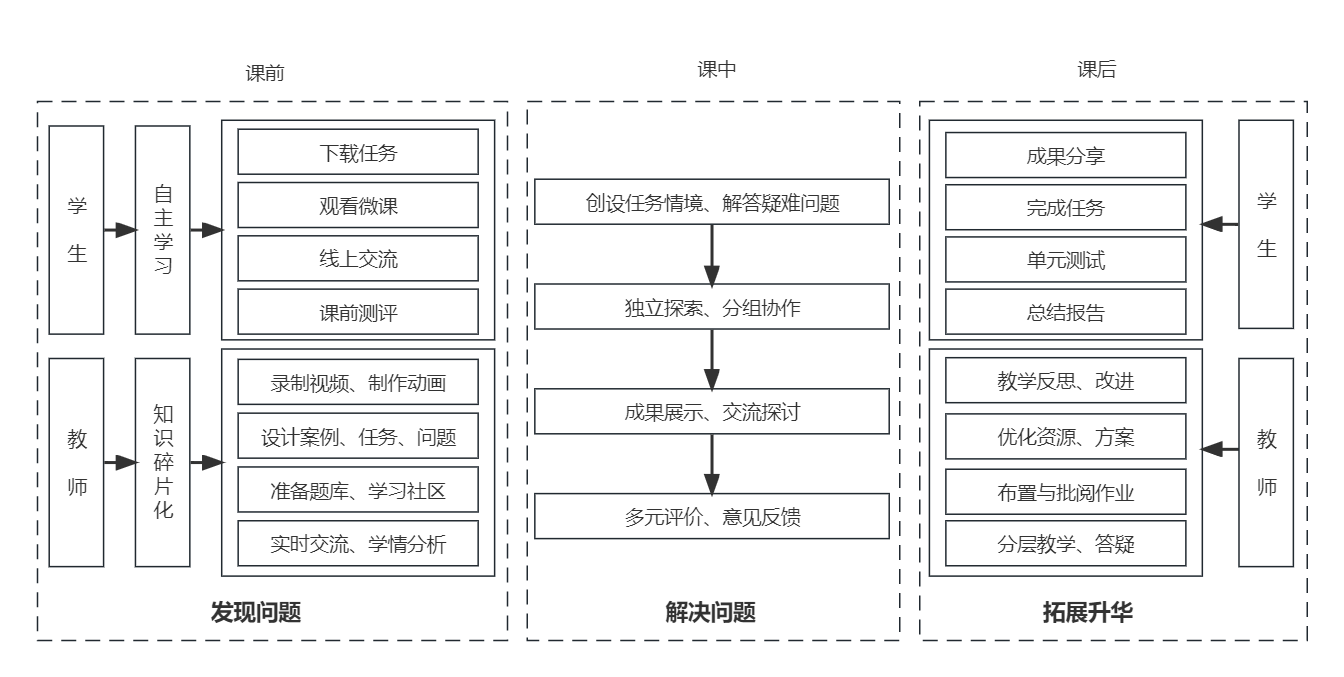 课前
学生
自主学习
下载任务
观看微课
线上交流
课前测评
教师
知识碎片化
录制视频、制作动画
设计案例、任务、问题
准备题库、学习社区
实时交流、学情分析
发现问题
课中
创设任务情境、解答疑难问题
独立探索、分组协作
成果展示、交流探讨
多元评价、意见反馈
解决问题
课后
成果分享
完成任务
单元测试
总结报告
学生
教学反思、改进
优化资源、方案
布置与批阅作业
分层教学、答疑
教师
拓展升华